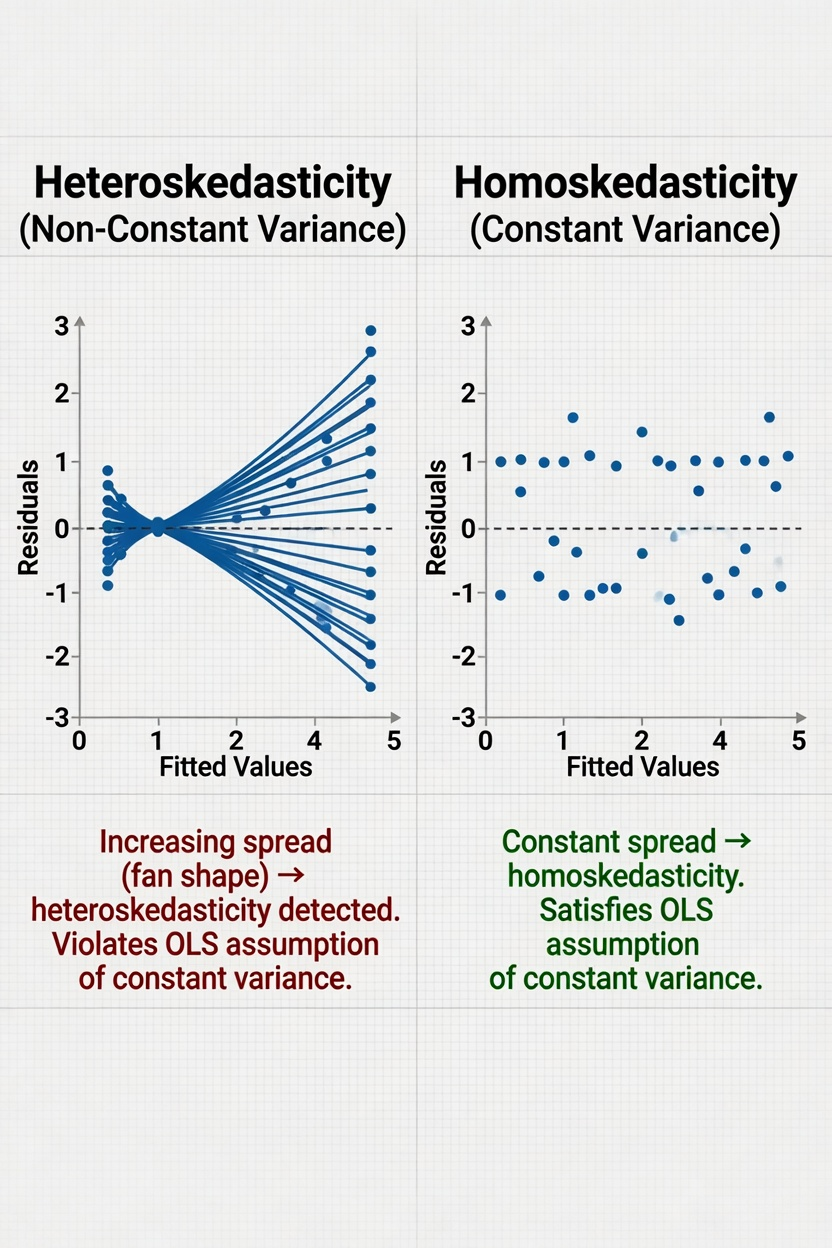 Heteroskedasticity
(Non-Constant Variance)
3
2
1
0
-1
-2
-3
Residuals
0 1 2 4 5
Fitted Values
Increasing spread
(fan shape) →
heteroskedasticity detected.
Violates OLS assumption
of constant variance.
Homoskedasticity
(Constant Variance)
3
2
1
0
-1
-2
-3
Residuals
0 1 2 4 5
Fitted Values
Constant spread →
homoskedasticity.
Satisfies OLS
assumption
of constant variance.